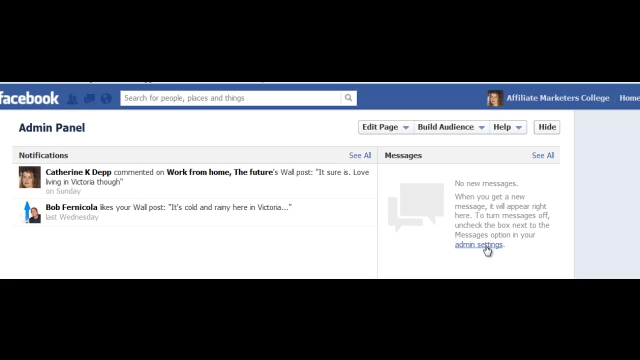 facebook
Search for people, places and things
Affiliate Marketers College
Home
Admin Panel
Edit Page
Build Audience
Help
Hide
Notifications
See All
Messages
See All
Catherine K Depp commented on Work from home, The future's Wall post: "It sure is. Love
living in Victoria though"
on Sunday
Bob Fernicola likes your Wall post: "It's cold and rainy here in Victoria..."
last Wednesday
No new messages.
When you get a new
message, it will appear right
here. To turn messages off,
uncheck the box next to the
Messages option in your
admin settings.